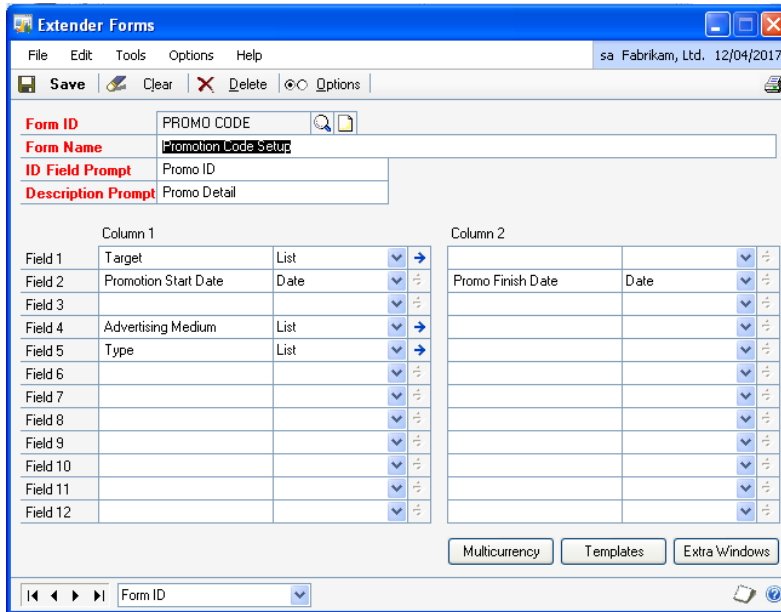 Extender Forms
File Edit Tools Options Help sa Fabrikam, Ltd. 12/04/2017
Save Clear Delete Options
Form ID PROMO CODE
Form Name Promotion Code Setup
ID Field Prompt Promo ID
Description Prompt Promo Detail
Column 1 Column 2
Field 1 Target List
Field 2 Promotion Start Date Date Promo Finish Date Date
Field 3
Field 4 Advertising Medium List
Field 5 Type List
Field 6
Field 7
Field 8
Field 9
Field 10
Field 11
Field 12
Multicurrency Templates Extra Windows
Form ID